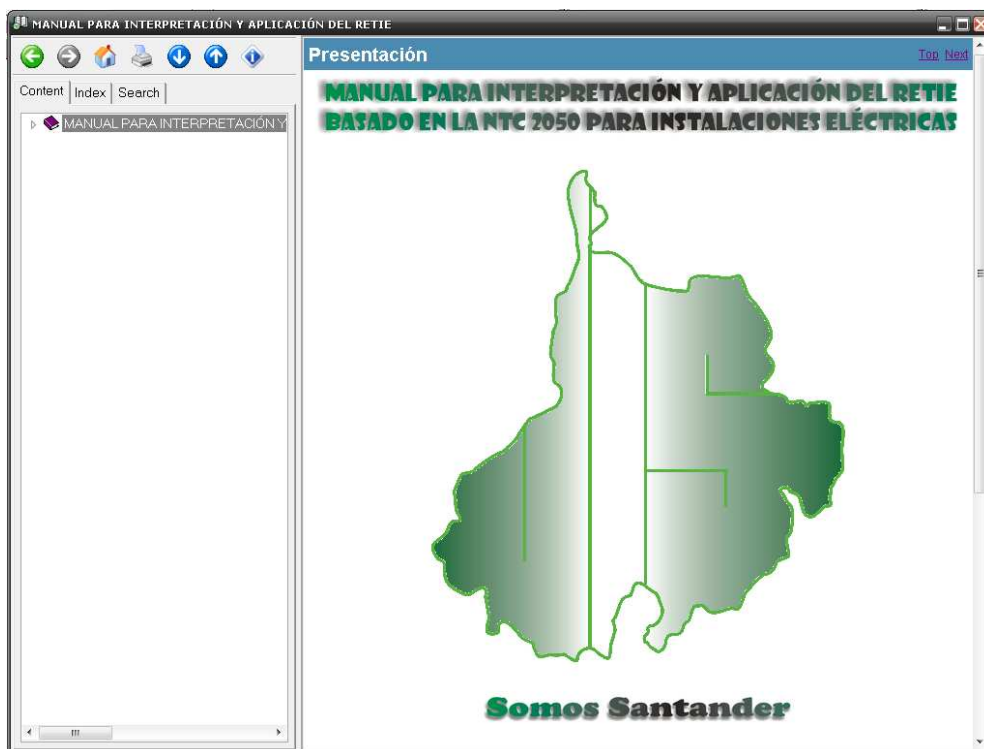 MANUAL PARA INTERPRETACIÓN Y APLICACIÓN DEL RETIE
Content Index Search
MANUAL PARA INTERPRETACIÓN Y
Presentación
Top Next
MANUAL PARA INTERPRETACIÓN Y APLICACIÓN DEL RETIE
BASADO EN LA NTC 2050 PARA INSTALACIONES ELÉCTRICAS
Somos Santander